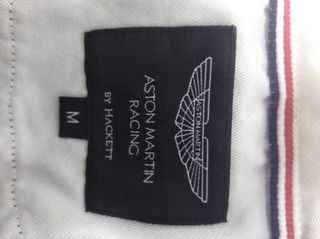 ASTON MARTIN
ASTON MARTIN
RACING
BY HACKETT
M